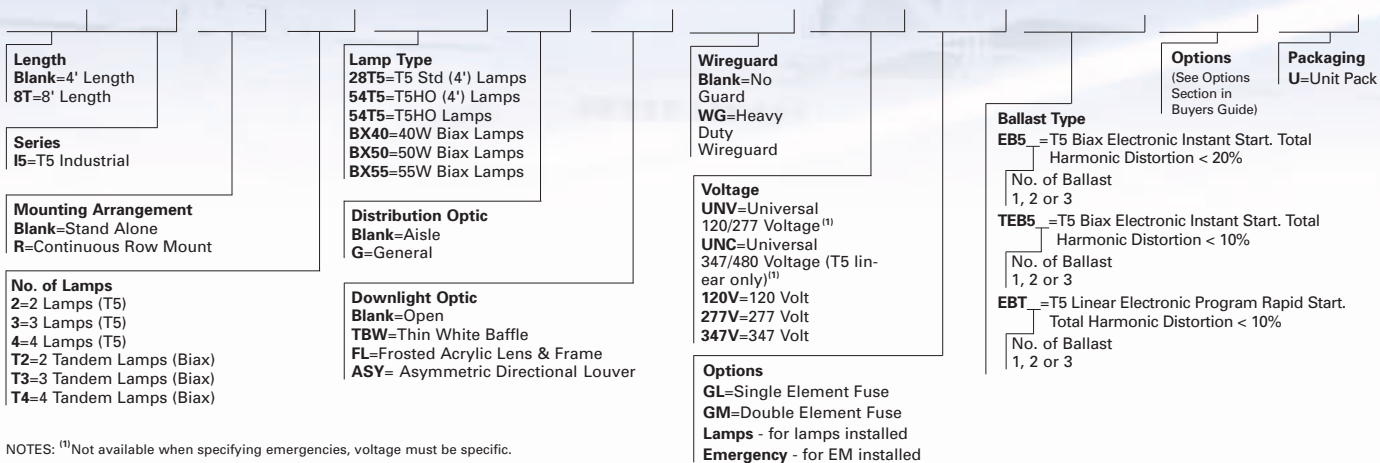 Length
Blank=4' Length
8T=8' Length
Series
I5=T5 Industrial
Mounting Arrangement
Blank=Stand Alone
R=Continuous Row Mount
No. of Lamps
2=2 Lamps (T5)
3=3 Lamps (T5)
4=4 Lamps (T5)
T2=2 Tandem Lamps (Biax)
T3=3 Tandem Lamps (Biax)
T4=4 Tandem Lamps (Biax)
Lamp Type
28T5=T5 Std (4') Lamps
54T5=T5HO (4') Lamps
54T5=T5HO Lamps
BX40=40W Biax Lamps
BX50=50W Biax Lamps
BX55=55W Biax Lamps
Distribution Optic
Blank=Aisle
G=General
Downlight Optic
Blank=Open
TBW=Thin White Baffle
FL=Frosted Acrylic Lens & Frame
ASY= Asymmetric Directional Louver
Wireguard
Blank=No
Guard
WG=Heavy
Duty
Wireguard
Voltage
UNV=Universal
120/277 Voltage(1)
UNC=Universal
347/480 Voltage (T5 lin-
ear only)(1)
120V=120 Volt
277V=277 Volt
347V=347 Volt
Options
GL=Single Element Fuse
GM=Double Element Fuse
Lamps - for lamps installed
Emergency - for EM installed
Ballast Type
EB5__=T5 Biax Electronic Instant Start. Total
Harmonic Distortion < 20%
No. of Ballast
1, 2 or 3
TEB5__=T5 Biax Electronic Instant Start. Total
Harmonic Distortion < 10%
No. of Ballast
1, 2 or 3
EBT__=T5 Linear Electronic Program Rapid Start.
Total Harmonic Distortion < 10%
No. of Ballast
1, 2 or 3
Options
(See Options
Section in
Buyers Guide)
Packaging
U=Unit Pack
NOTES: (1)Not available when specifying emergencies, voltage must be specific.